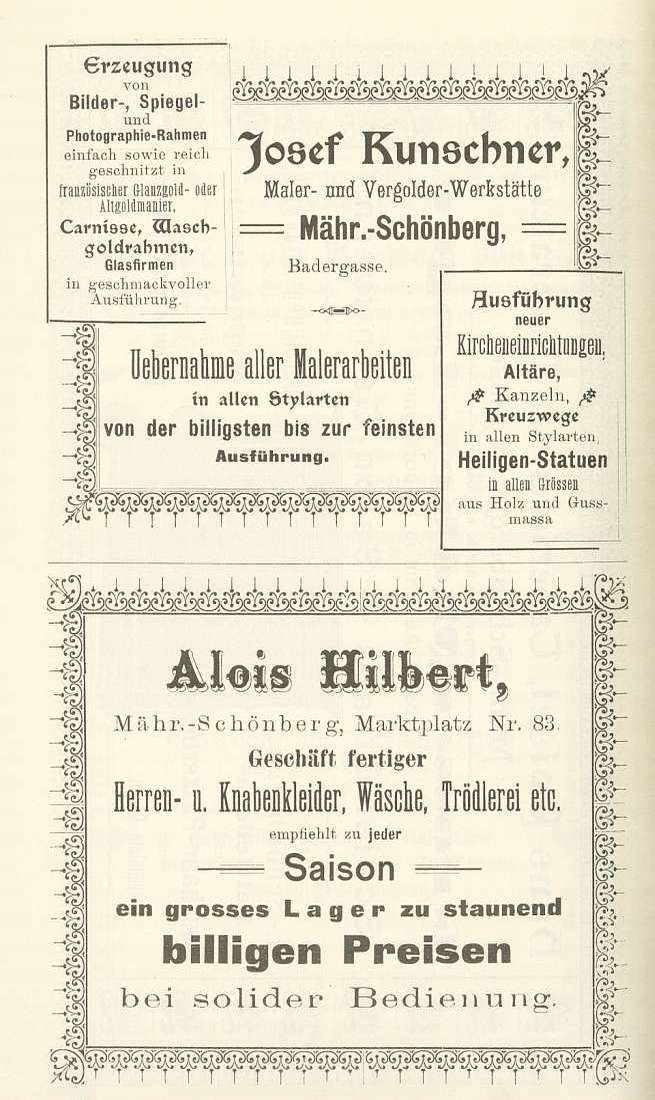 Erzeugung
von
Bilder-, Spiegel-
und
Photographie-Rahmen
einfach sowie reich
geschnitzt in
französischer Glanzgold- oder
Altgoldmanier,
Carnisse, Wasch-
goldrahmen,
Glasfirmen
in geschmackvoller
Ausführung.
Josef Kunschner,
Maler- und Vergolder-Werkstätte
Mähr.-Schönberg,
Badergasse.
Uebernahme aller Malerarbeiten
in allen Stylarten
von der billigsten bis zur feinsten
Ausführung.
Ausführung
neuer
Kircheneinrichtungen,
Altäre,
Kanzeln,
Kreuzwege
in allen Stylarten,
Heiligen-Statuen
in allen Grössen
aus Holz und Guss-
massa
Alois Hilbert,
Mähr.-Schönberg, Marktplatz Nr. 83.
Geschäft fertiger
Herren- u. Knabenkleider, Wäsche, Trödlerei etc.
empfiehlt zu jeder
Saison
ein grosses Lager zu staunend
billigen Preisen
bei solider Bedienung.